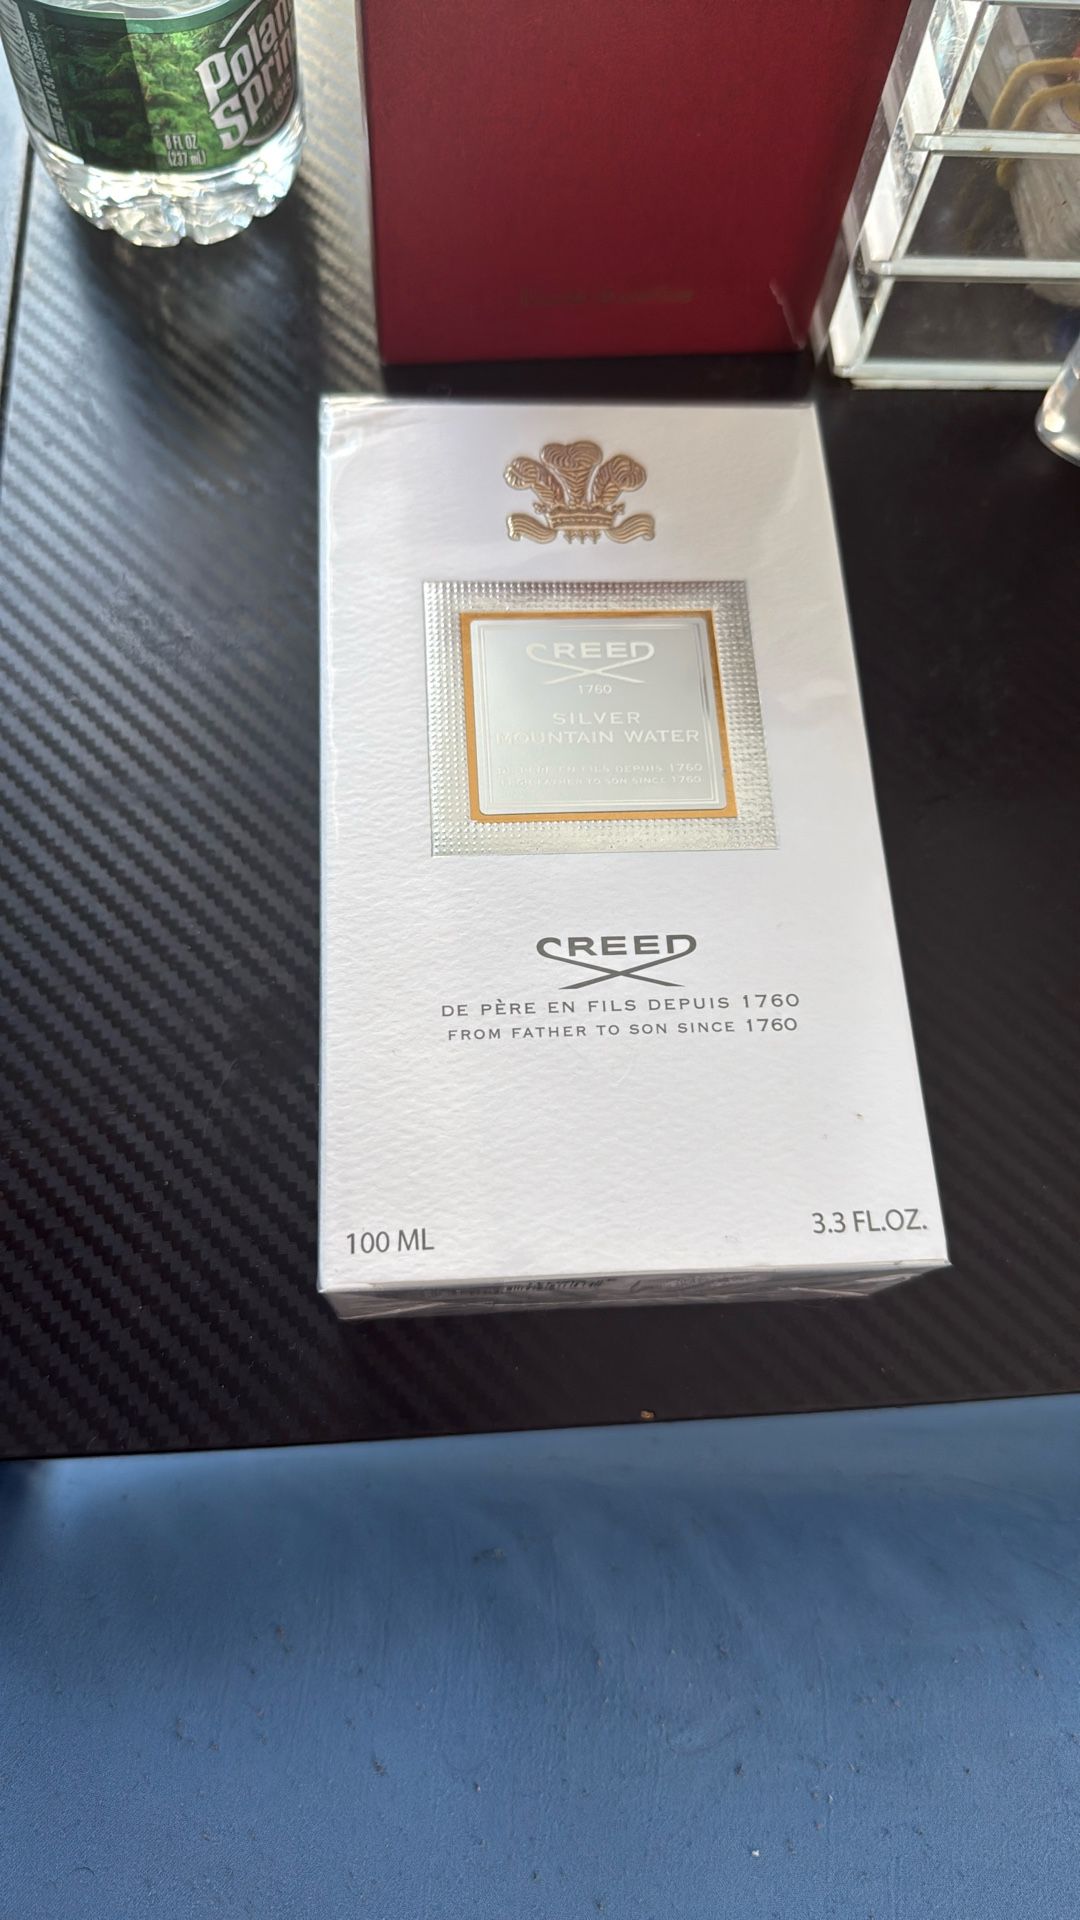 Polan
Sprin
8 FL OZ
(237 mL)
CREED
1760
SILVER
MOUNTAIN WATER
DE PÈRE EN FILS DEPUIS 1760
FROM FATHER TO SON SINCE 1760
CREED
DE PÈRE EN FILS DEPUIS 1760
FROM FATHER TO SON SINCE 1760
100 ML
3.3 FL.OZ.